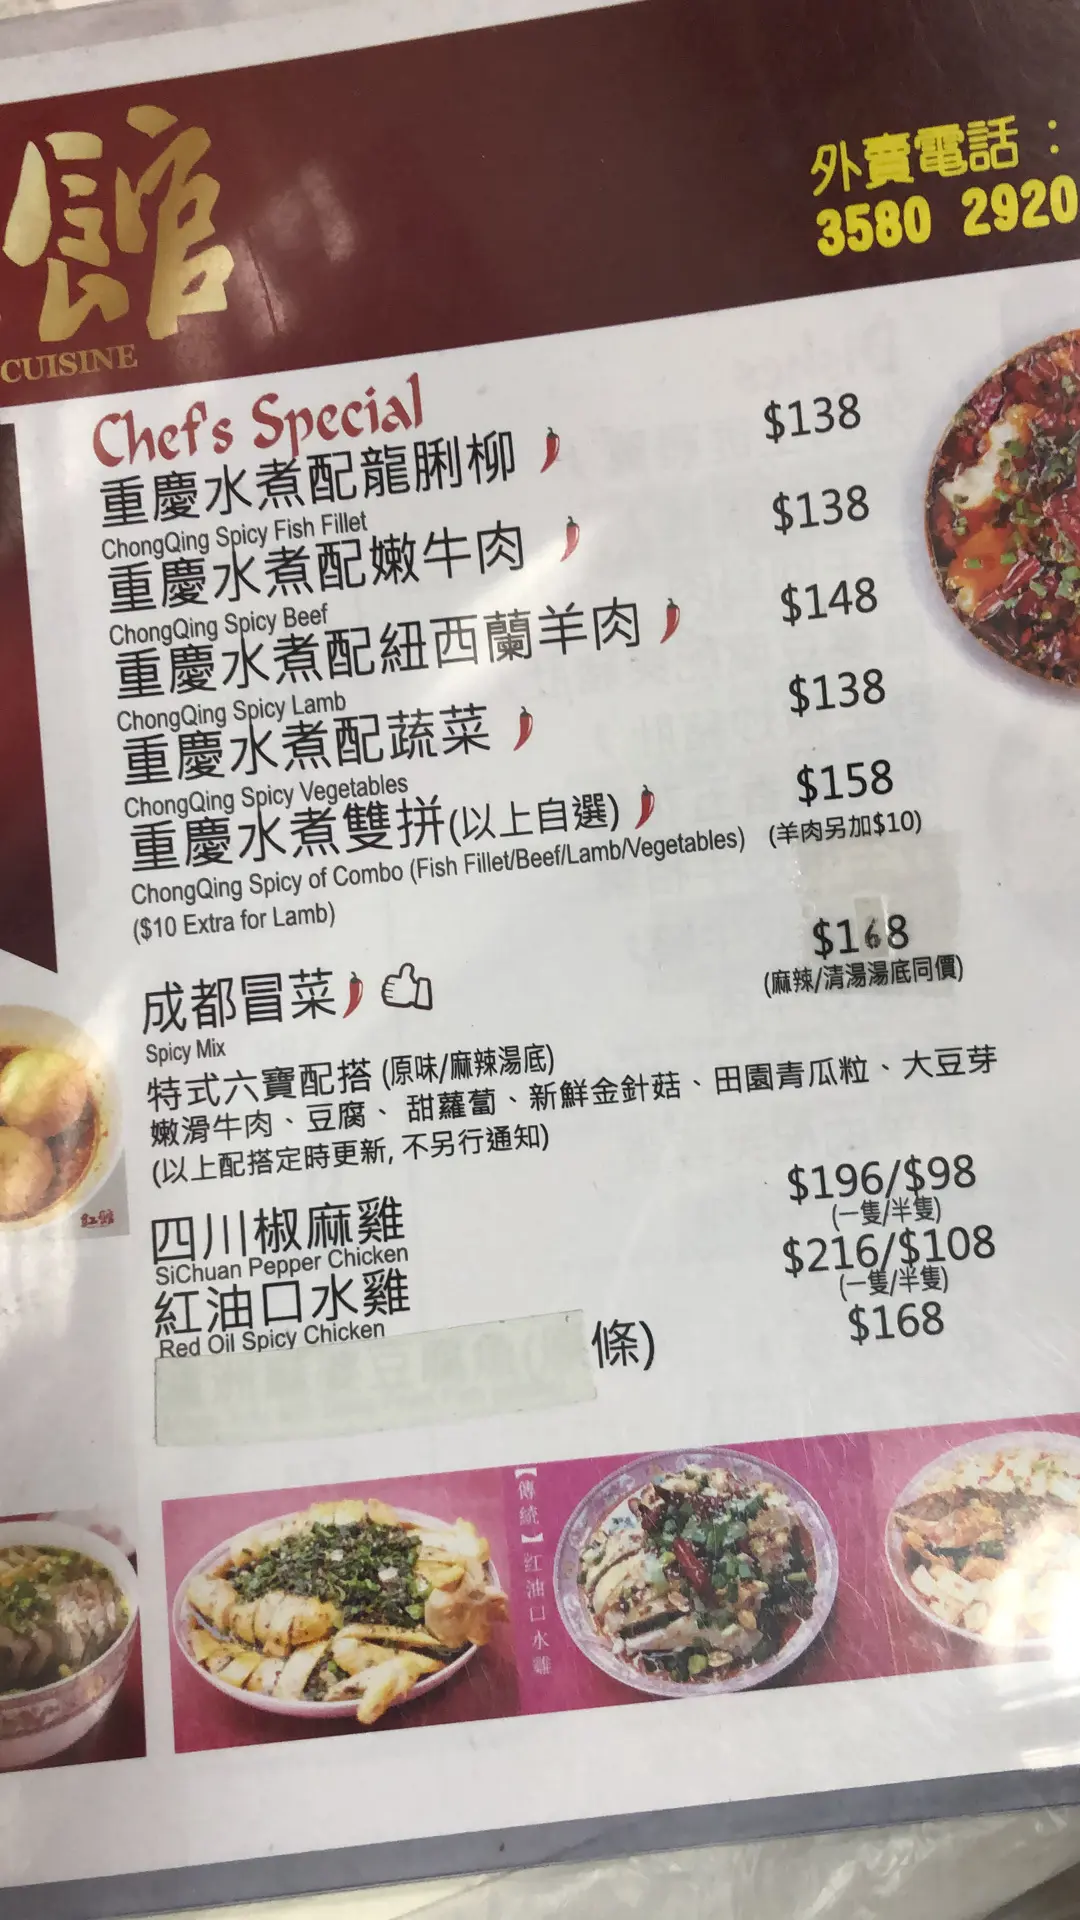 館
CUISINE
外賣電話：
3580 2920
Chef's Special
重慶水煮配龍脷柳 $138
ChongQing Spicy Fish Fillet
重慶水煮配嫩牛肉 $138
ChongQing Spicy Beef
重慶水煮配紐西蘭羊肉 $148
ChongQing Spicy Lamb
重慶水煮配蔬菜 $138
ChongQing Spicy Vegetables
重慶水煮雙拼(以上自選) $158
ChongQing Spicy of Combo (Fish Fillet/Beef/Lamb/Vegetables) (羊肉另加$10)
($10 Extra for Lamb)
成都冒菜 $168
Spicy Mix (麻辣/清湯湯底同價)
特式六寶配搭 (原味/麻辣湯底)
嫩滑牛肉、豆腐、甜蘿蔔、新鮮金針菇、田園青瓜粒、大豆芽
(以上配搭定時更新, 不另行通知)
四川椒麻雞 $196/$98
SiChuan Pepper Chicken (一隻/半隻)
紅油口水雞 $216/$108
Red Oil Spicy Chicken (一隻/半隻)
條) $168
紅館
【傳統】红油口水雞